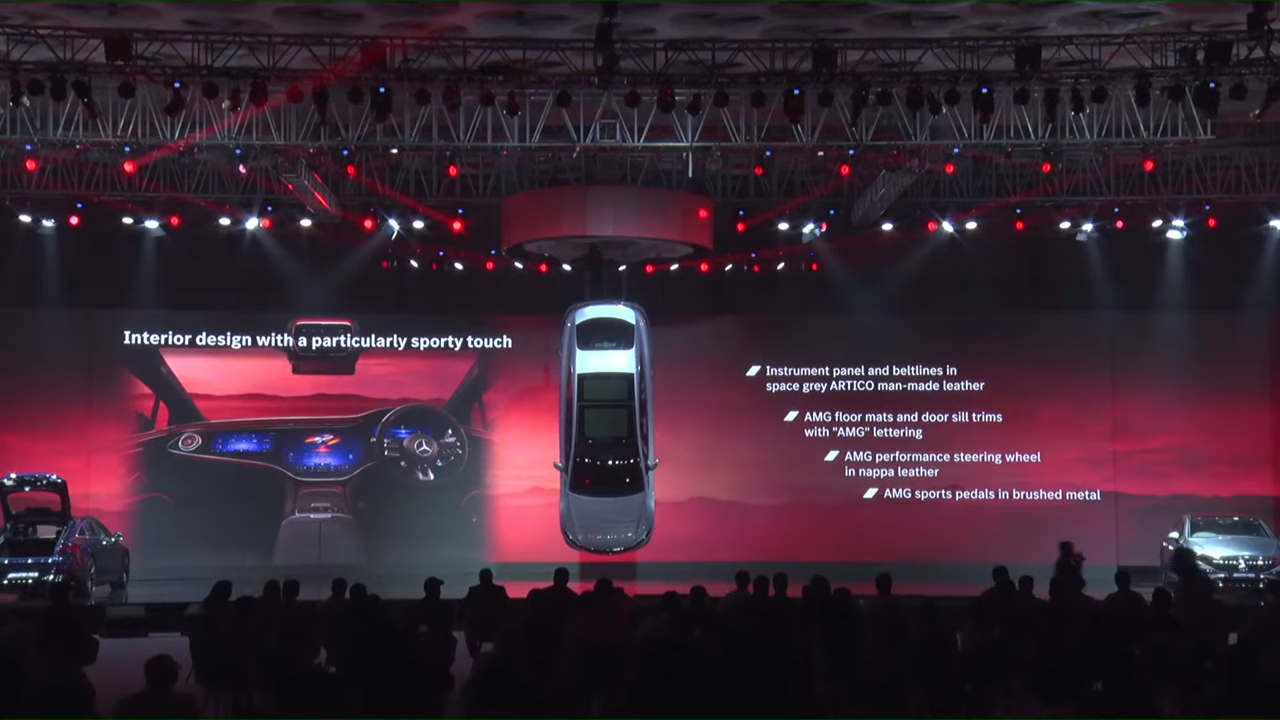 Interior design with a particularly sporty touch
Instrument panel and beltlines in
space grey ARTICO man-made leather
AMG floor mats and door sill trims
with "AMG" lettering
AMG performance steering wheel
in nappa leather
AMG sports pedals in brushed metal